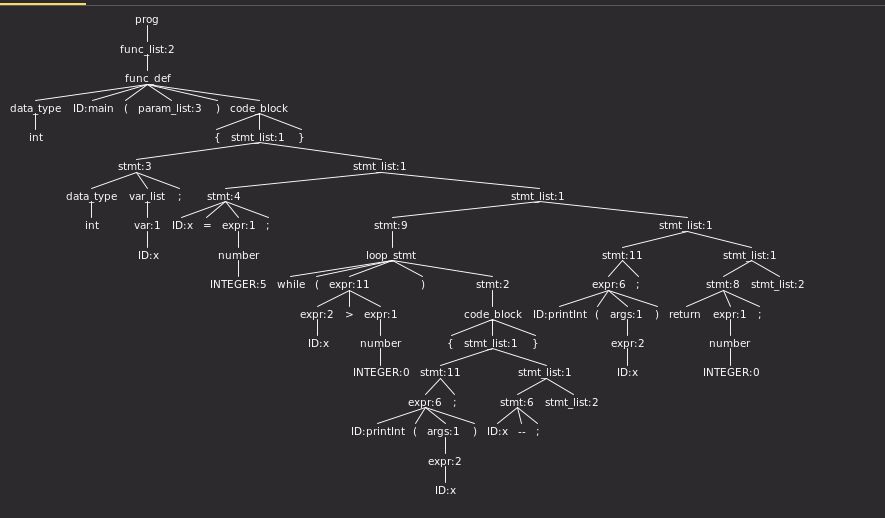 prog
func_list:2
func_def
data_type ID:main ( param_list:3 ) code_block
int { stmt_list:1 }
stmt:3 stmt_list:1
data_type var_list ; stmt:4 stmt_list:1
int var:1 ID:x = expr:1 ; stmt:9 stmt_list:1
ID:x number loop_stmt stmt:11 stmt_list:1
INTEGER:5 while ( expr:11 ) stmt:2 expr:6 ; stmt:8 stmt_list:2
expr:2 > expr:1 code_block ID:printInt ( args:1 ) return expr:1 ;
ID:x number { stmt_list:1 } expr:2 number
INTEGER:0 stmt:11 stmt_list:1 ID:x INTEGER:0
expr:6 ; stmt:6 stmt_list:2
ID:printInt ( args:1 ) ID:x -- ;
expr:2
ID:x